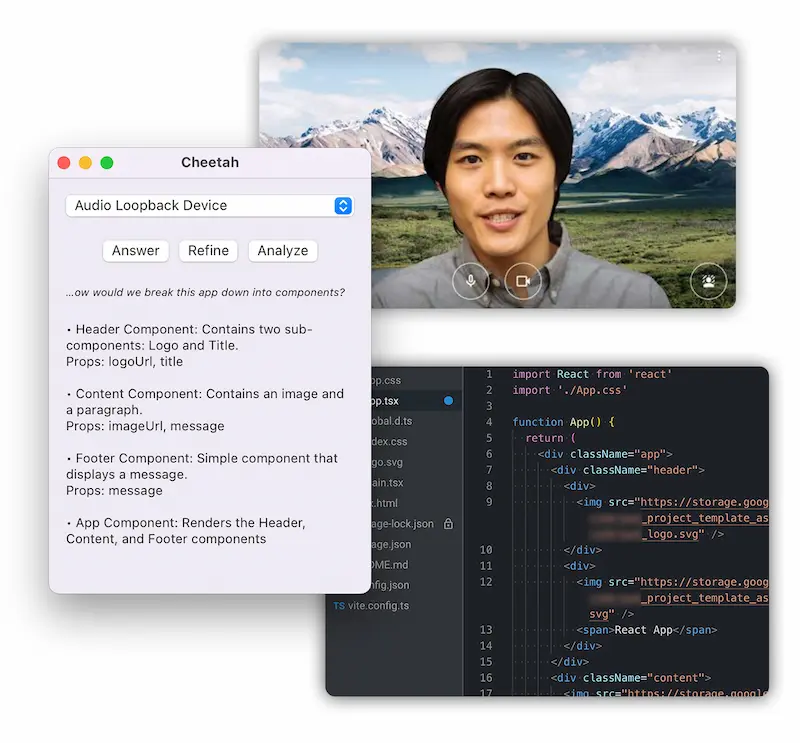 Cheetah
Audio Loopback Device
Answer Refine Analyze
...ow would we break this app down into components?
• Header Component: Contains two sub-
components: Logo and Title.
Props: logoUrl, title
• Content Component: Contains an image and
a paragraph.
Props: imageUrl, message
• Footer Component: Simple component that
displays a message.
Props: message
• App Component: Renders the Header,
Content, and Footer components
pp.css
pp.tsx
obal.d.ts
dex.css
go.svg
ain.tsx
x.html
age-lock.json
age.json
DME.md
nfig.json
TS vite.config.ts
1 import React from 'react'
2 import './App.css'
3
4 function App() {
5 return (
6 <div className="app">
7 <div className="header">
8 <div>
9 <img src="https://storage.goog
_project_template_as
_logo.svg" />
10 </div>
11 <div>
12 <img src="https://storage.goog
_project_template_as
svg" />
13 <span>React App</span>
14 </div>
15 </div>
16 <div className="content">
17 <img src="https://storage.google